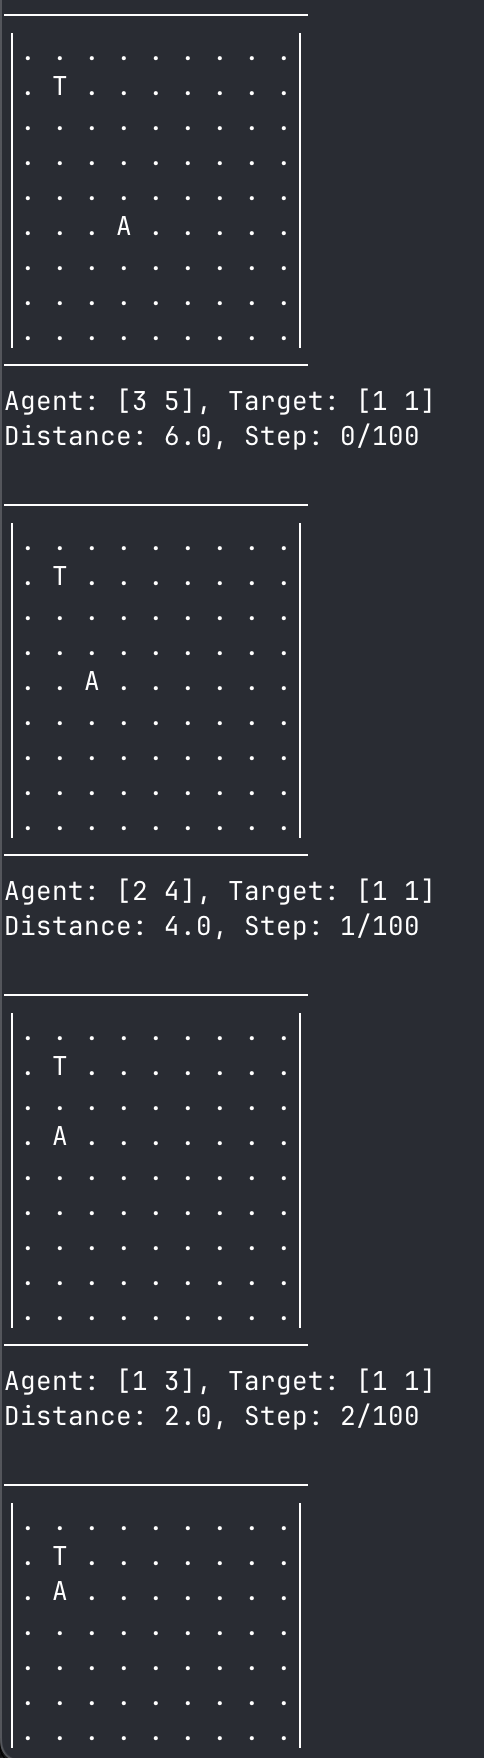 . . . . . . . . .
. T . . . . . . .
. . . . . . . . .
. . . . . . . . .
. . . . . . . . .
. . . A . . . . .
. . . . . . . . .
. . . . . . . . .
. . . . . . . . .
Agent: [3 5], Target: [1 1]
Distance: 6.0, Step: 0/100
. . . . . . . . .
. T . . . . . . .
. . . . . . . . .
. . . . . . . . .
. . A . . . . . .
. . . . . . . . .
. . . . . . . . .
. . . . . . . . .
. . . . . . . . .
Agent: [2 4], Target: [1 1]
Distance: 4.0, Step: 1/100
. . . . . . . . .
. T . . . . . . .
. . . . . . . . .
. A . . . . . . .
. . . . . . . . .
. . . . . . . . .
. . . . . . . . .
. . . . . . . . .
. . . . . . . . .
Agent: [1 3], Target: [1 1]
Distance: 2.0, Step: 2/100
. . . . . . . . .
. T . . . . . . .
. A . . . . . . .
. . . . . . . . .
. . . . . . . . .
. . . . . . . . .
. . . . . . . . .